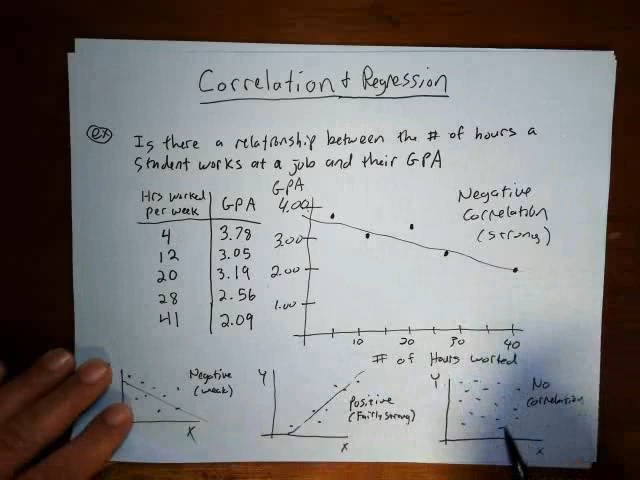 Correlation + Regression
ex
Is there a relationship between the # of hours a
student works at a job and their GPA
Hrs worked
per week
GPA
4 3.78
12 3.05
20 3.19
28 2.56
41 2.09
GPA
4.00
3.00
2.00
1.00
10 20 30 40
# of Hours worked
Negative
Correlation
(strong)
Negative
(weak)
X
Y
Positive
(Fairly strong)
X
Y
No
correlation
X